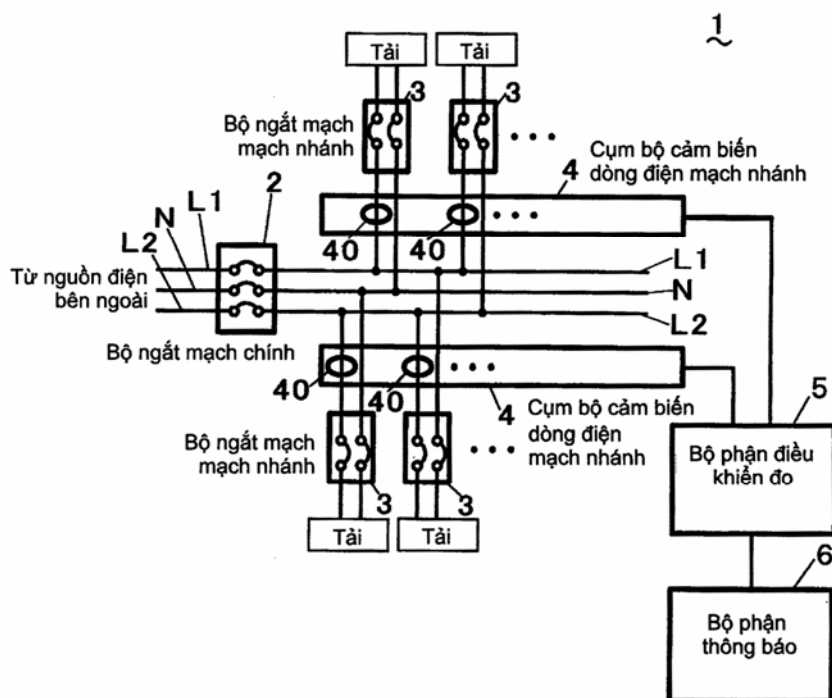 1
Tải
Tải
3
3
Bộ ngắt mạch
mạch nhánh
Cụm bộ cảm biến
dòng điện mạch nhánh
4
2
L1
N
L2
40
40
Từ nguồn điện
bên ngoài
L1
N
L2
Bộ ngắt mạch chính
40
40
4
Cụm bộ cảm biến
dòng điện
mạch nhánh
Bộ ngắt mạch
mạch nhánh
3
3
Tải
Tải
5
Bộ phận điều
khiển đo
6
Bộ phận
thông báo